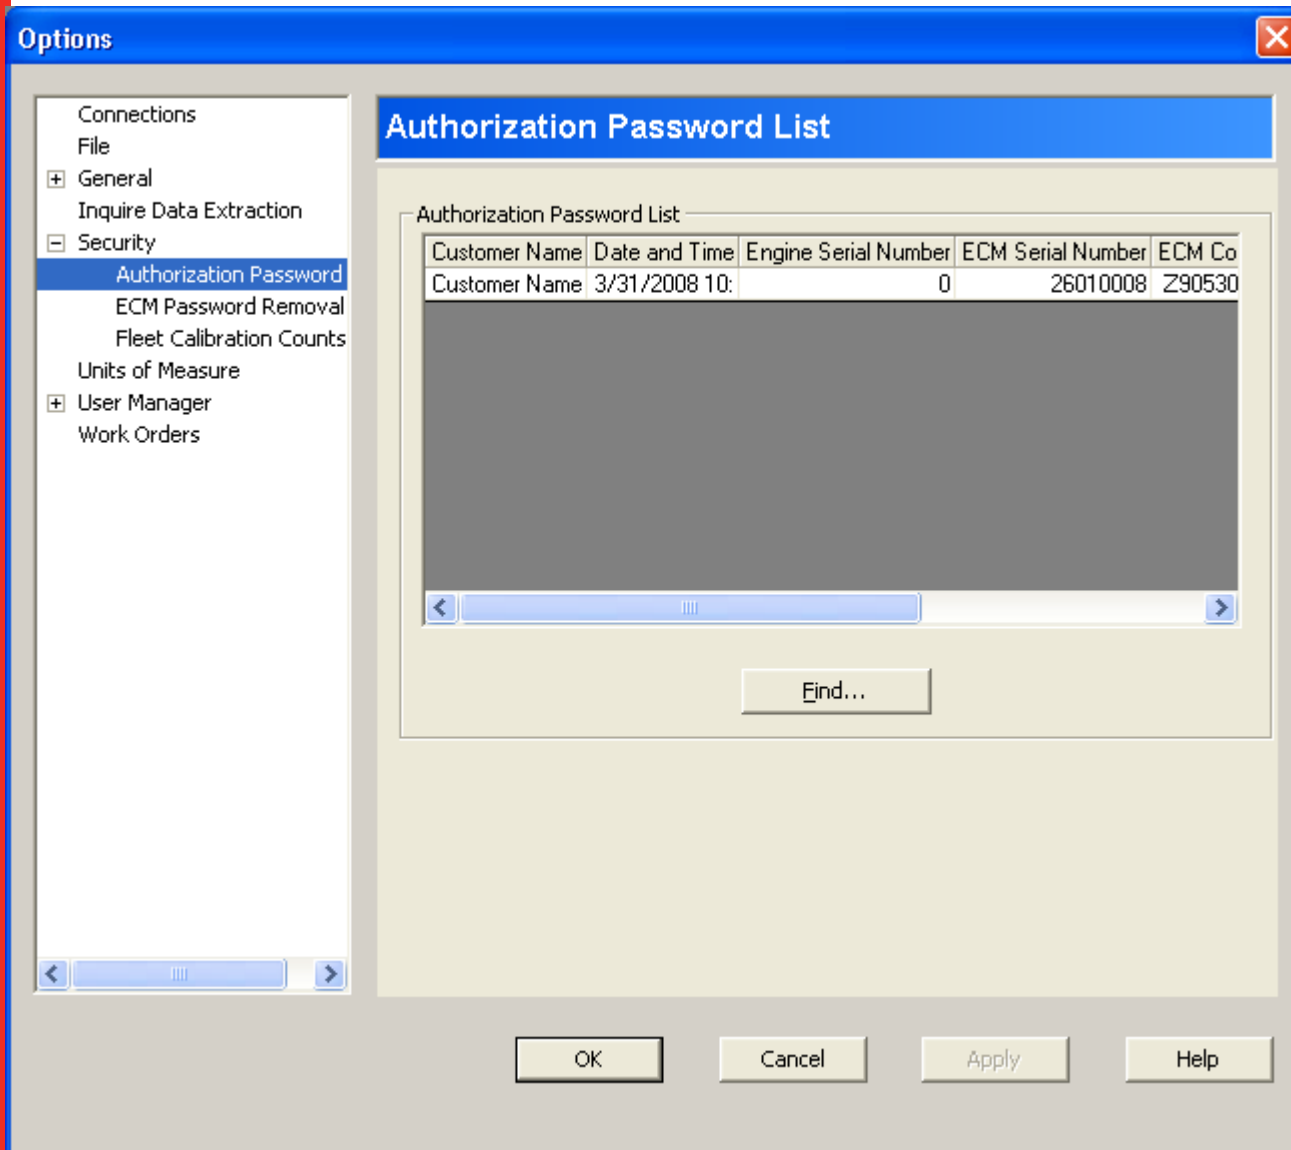 Options
Connections
File
General
Inquire Data Extraction
Security
Authorization Password
ECM Password Removal
Fleet Calibration Counts
Units of Measure
User Manager
Work Orders
Authorization Password List
Authorization Password List
Customer Name Date and Time Engine Serial Number ECM Serial Number ECM Co
Customer Name 3/31/2008 10: 0 26010008 Z90530
Find...
OK Cancel Apply Help